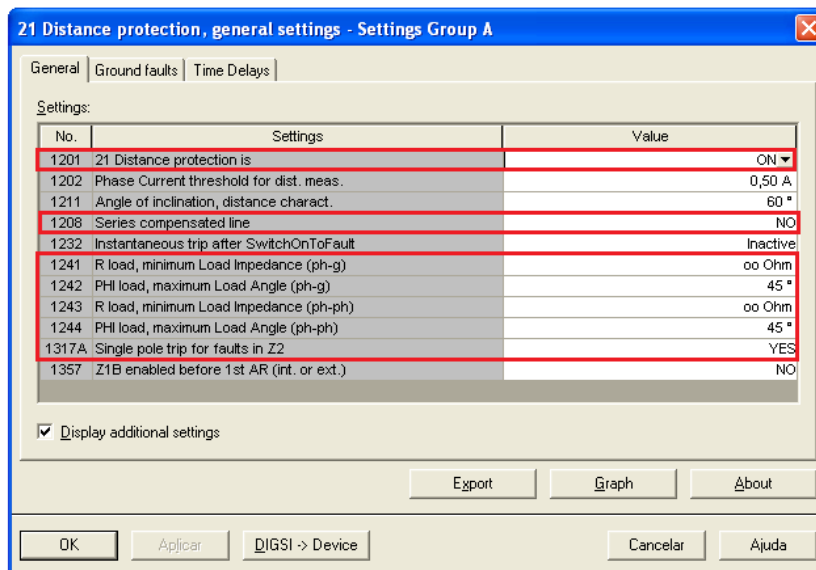 21 Distance protection, general settings - Settings Group A
General Ground faults Time Delays
Settings:
No. Settings Value
1201 21 Distance protection is ON
1202 Phase Current threshold for dist. meas. 0,50 A
1211 Angle of inclination, distance charact. 60 °
1208 Series compensated line NO
1232 Instantaneous trip after SwitchOnToFault Inactive
1241 R load, minimum Load Impedance (ph-g) oo Ohm
1242 PHI load, maximum Load Angle (ph-g) 45 °
1243 R load, minimum Load Impedance (ph-ph) oo Ohm
1244 PHI load, maximum Load Angle (ph-ph) 45 °
1317A Single pole trip for faults in Z2 YES
1357 Z1B enabled before 1st AR (int. or ext.) NO
Display additional settings
Export Graph About
OK Aplicar DIGSI -> Device Cancelar Ajuda